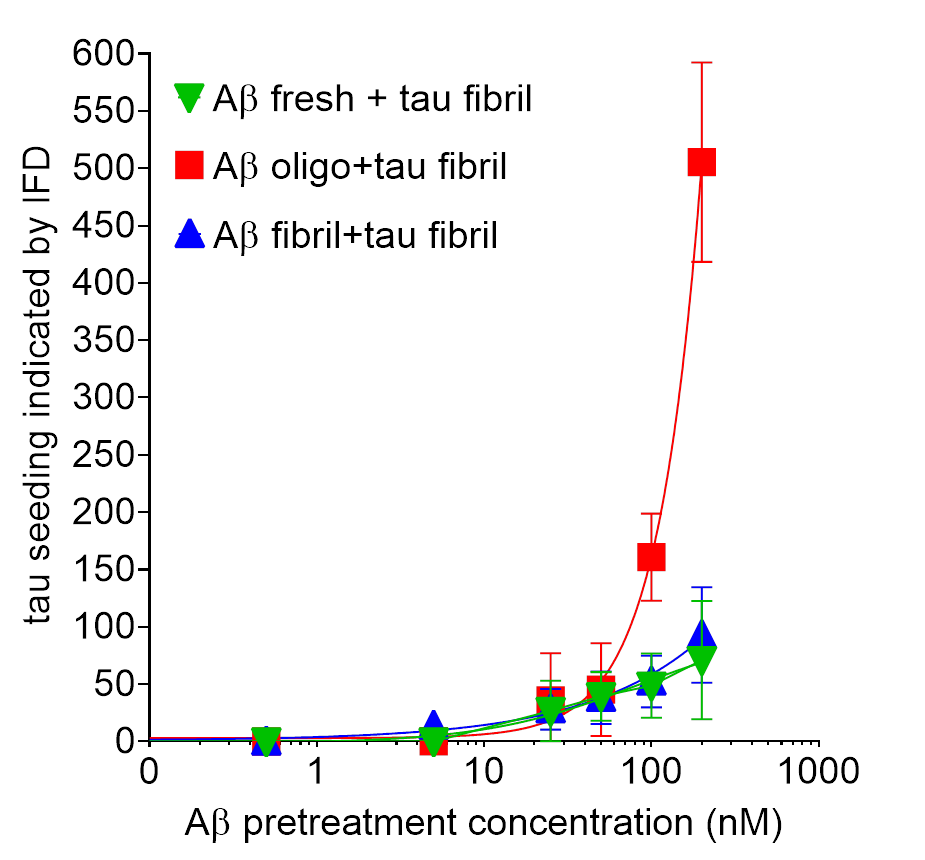 600
550
500
450
400
350
300
250
200
150
100
50
0
tau seeding indicated by IFD
Aβ fresh + tau fibril
Aβ oligo+tau fibril
Aβ fibril+tau fibril
0 1 10 100 1000
Aβ pretreatment concentration (nM)